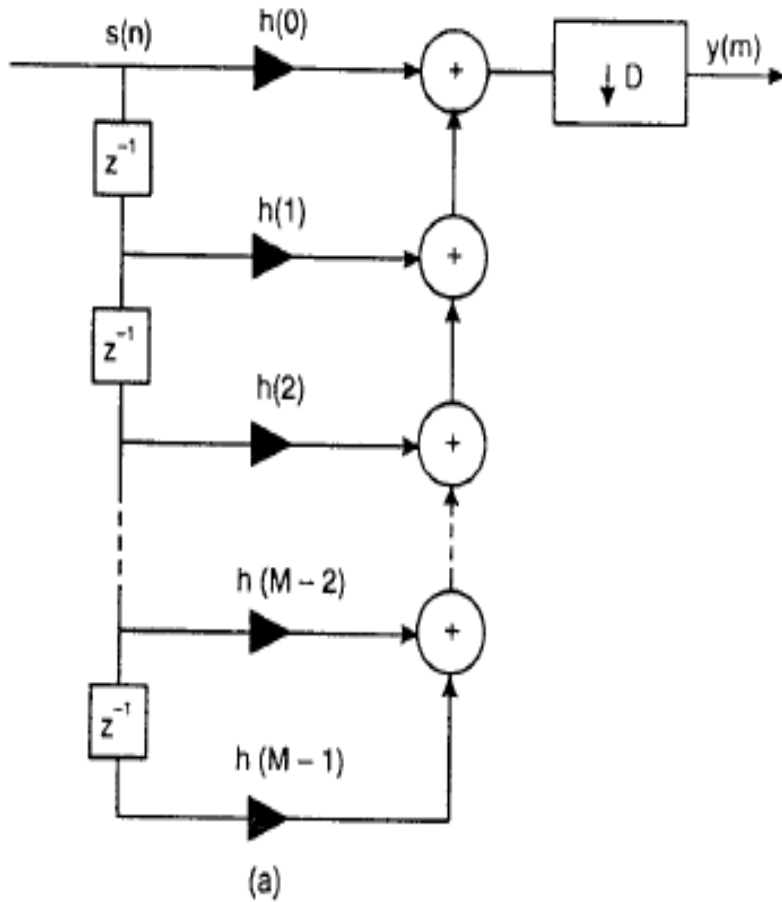 s(n)
h(0)
+
↓ D
y(m)
z⁻¹
h(1)
+
z⁻¹
h(2)
+
h (M – 2)
+
z⁻¹
h (M – 1)
(a)